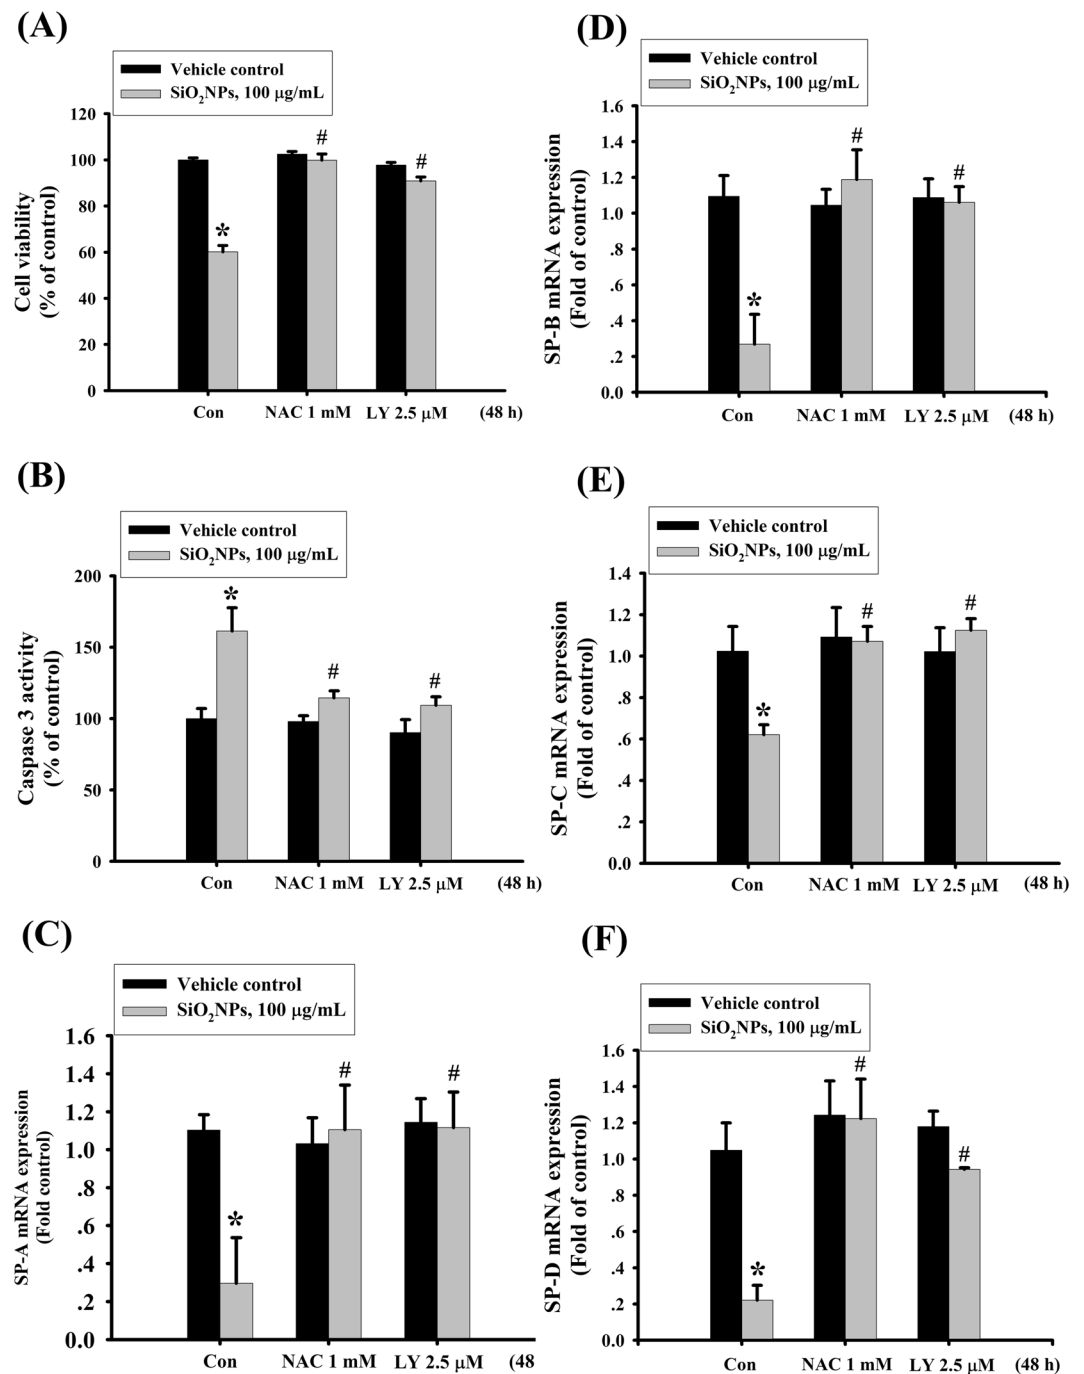 (A)
Vehicle control
SiO₂NPs, 100 μg/mL
Cell viability
(% of control)
120
100
80
60
40
20
0
*
#
#
Con
NAC 1 mM
LY 2.5 μM
(48 h)
(B)
Vehicle control
SiO₂NPs, 100 μg/mL
Caspase 3 activity
(% of control)
200
150
100
50
0
*
#
#
Con
NAC 1 mM
LY 2.5 μM
(48 h)
(C)
Vehicle control
SiO₂NPs, 100 μg/mL
SP-A mRNA expression
(Fold control)
1.6
1.4
1.2
1.0
.8
.6
.4
.2
0.0
*
#
#
Con
NAC 1 mM
LY 2.5 μM
(48
(D)
Vehicle control
SiO₂NPs, 100 μg/mL
SP-B mRNA expression
(Fold of control)
1.6
1.4
1.2
1.0
.8
.6
.4
.2
0.0
*
#
#
Con
NAC 1 mM
LY 2.5 μM
(48 h)
(E)
Vehicle control
SiO₂NPs, 100 μg/mL
SP-C mRNA expression
(Fold of control)
1.4
1.2
1.0
.8
.6
.4
.2
0.0
*
#
#
Con
NAC 1 mM
LY 2.5 μM
(48 h)
(F)
Vehicle control
SiO₂NPs, 100 μg/mL
SP-D mRNA expression
(Fold of control)
1.6
1.4
1.2
1.0
.8
.6
.4
.2
0.0
*
#
#
Con
NAC 1 mM
LY 2.5 μM
(48 h)